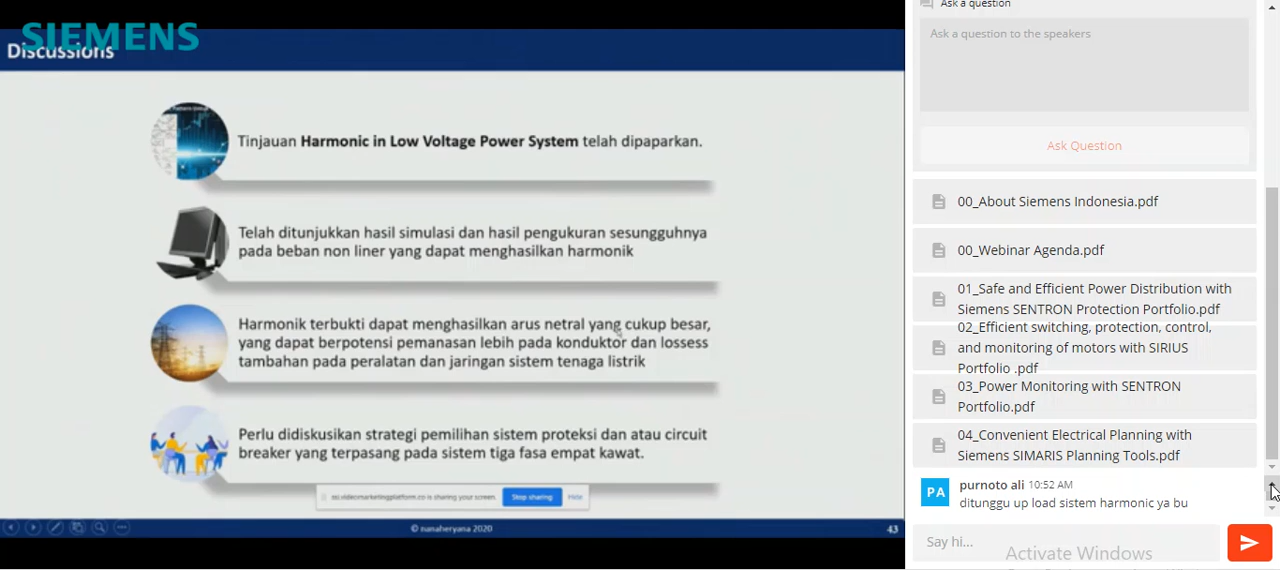 SIEMENS
Discussions
Tinjauan Harmonic in Low Voltage Power System telah dipaparkan.
Telah ditunjukkan hasil simulasi dan hasil pengukuran sesungguhnya
pada beban non liner yang dapat menghasilkan harmonik
Harmonik terbukti dapat menghasilkan arus netral yang cukup besar,
yang dapat berpotensi pemanasan lebih pada konduktor dan lossess
tambahan pada peralatan dan jaringan sistem tenaga listrik
Perlu didiskusikan strategi pemilihan sistem proteksi dan atau circuit
breaker yang terpasang pada sistem tiga fasa empat kawat.
is sharing your screen.
Stop sharing
Hide
© nanaheryana 2020
43
Ask a question
Ask a question to the speakers
Ask Question
00_About Siemens Indonesia.pdf
00_Webinar Agenda.pdf
01_Safe and Efficient Power Distribution with
Siemens SENTRON Protection Portfolio.pdf
02_Efficient switching, protection, control,
and monitoring of motors with SIRIUS
Portfolio .pdf
03_Power Monitoring with SENTRON
Portfolio.pdf
04_Convenient Electrical Planning with
Siemens SIMARIS Planning Tools.pdf
PA
purnoto ali 10:52 AM
ditunggu up load sistem harmonic ya bu
Say hi...
Activate Windows